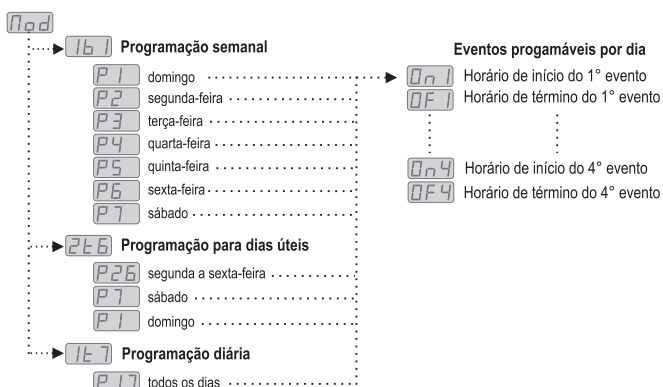 Mod
1b1 Programação semanal
P1 domingo
P2 segunda-feira
P3 terça-feira
P4 quarta-feira
P5 quinta-feira
P6 sexta-feira
P7 sábado
2t6 Programação para dias úteis
P26 segunda a sexta-feira
P7 sábado
P1 domingo
1t7 Programação diária
P17 todos os dias
Eventos progamáveis por dia
On1 Horário de início do 1° evento
OF1 Horário de término do 1° evento
On4 Horário de início do 4° evento
OF4 Horário de término do 4° evento